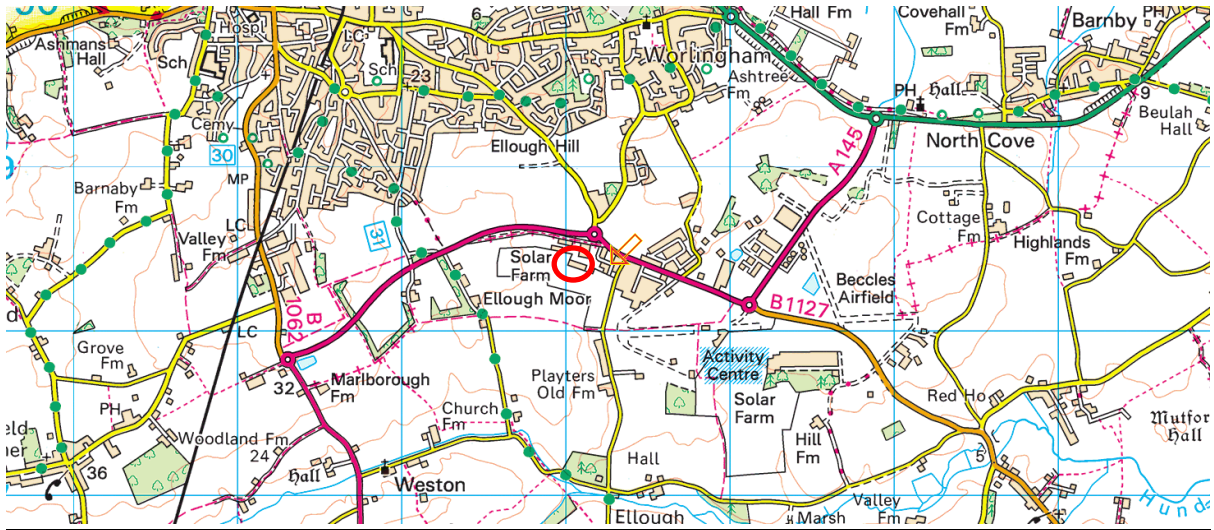 Ashmans
Hall
Sch
Hospl
LC
Sch
6
23
Worlingham
Ashtree
Fm
Hall Fm
Covehall
Fm
Barnby
PH
PH
Hall
9
Beulah
Hall
North Cove
Cemy
30
MP
Ellough Hill
A145
Barnaby
Fm
Valley
Fm
LC
31
Solar
Farm
Ellough Moor
Cottage
Fm
Highlands
Fm
Beccles
Airfield
B1127
B
1062
LC
Grove
Fm
32
Marlborough
Fm
PH
Playters
Old Fm
Activity
Centre
Solar
Farm
Red Ho
Mutford
Hall
Church
Fm
Woodland Fm
24
Hall
36
Weston
Hall
Hill
Fm
5
Valley
Fm
Marsh
Ellough
Hund